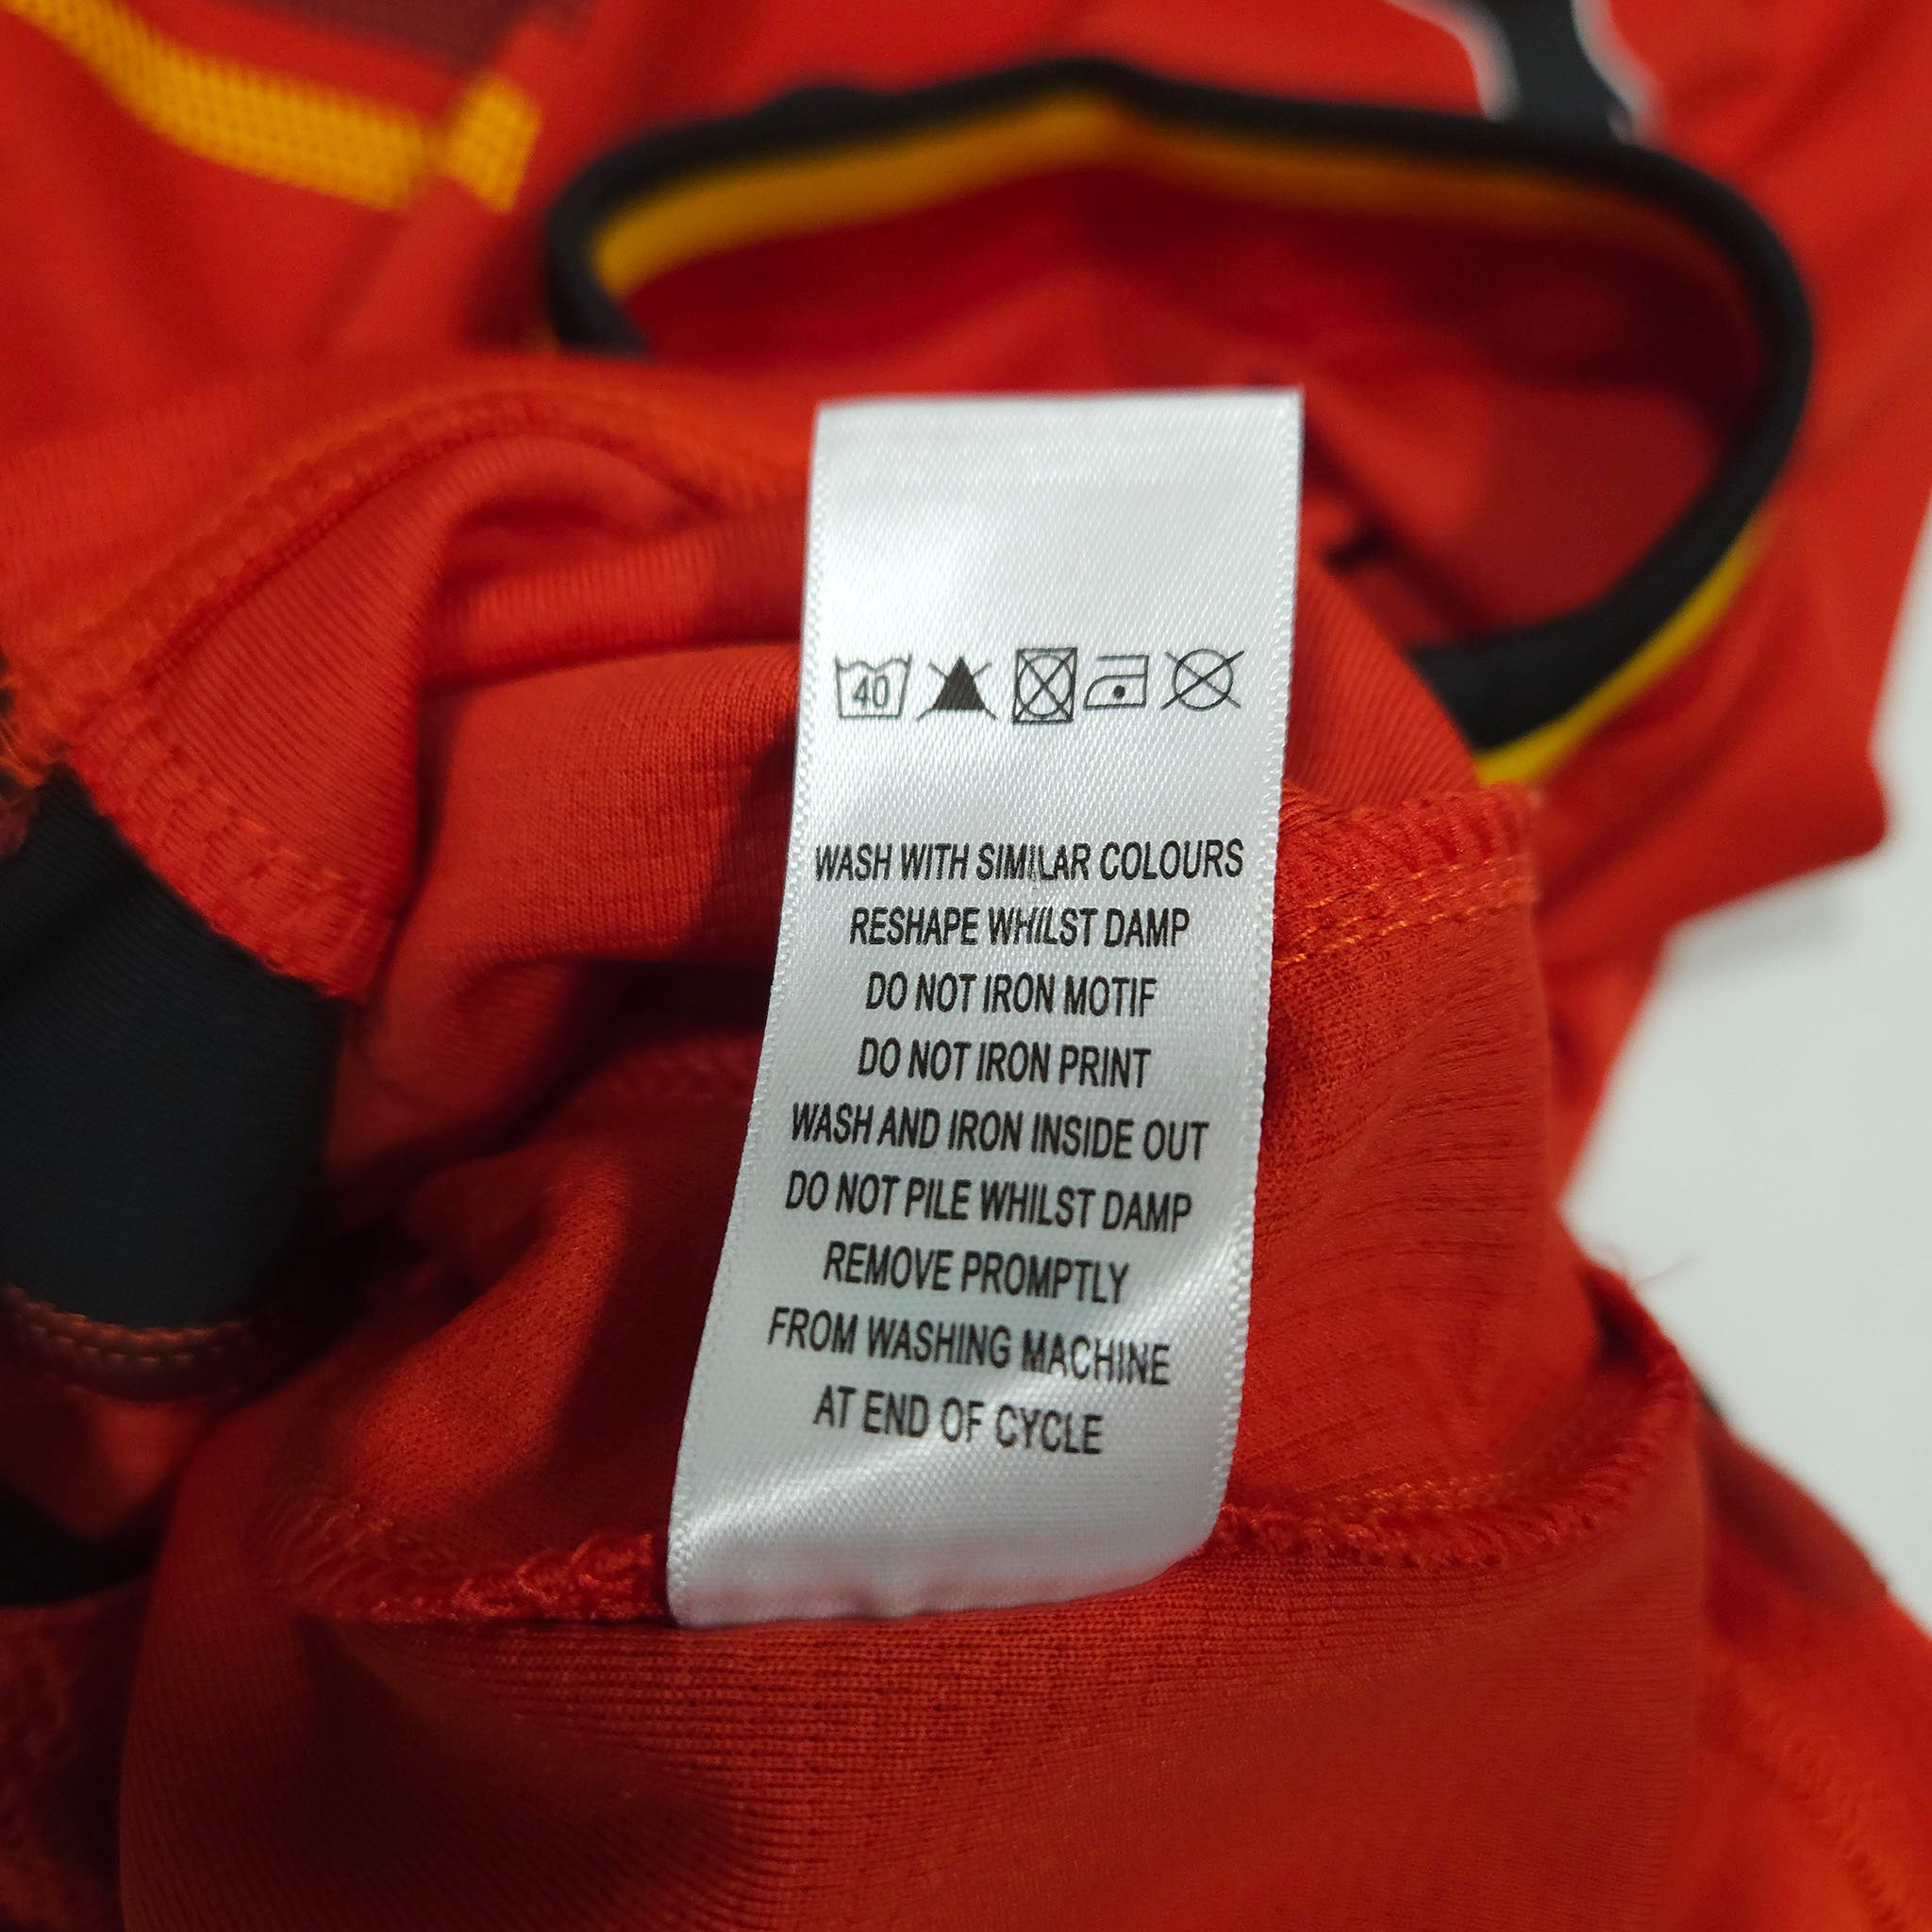 40
WASH WITH SIMILAR COLOURS
RESHAPE WHILST DAMP
DO NOT IRON MOTIF
DO NOT IRON PRINT
WASH AND IRON INSIDE OUT
DO NOT PILE WHILST DAMP
REMOVE PROMPTLY
FROM WASHING MACHINE
AT END OF CYCLE